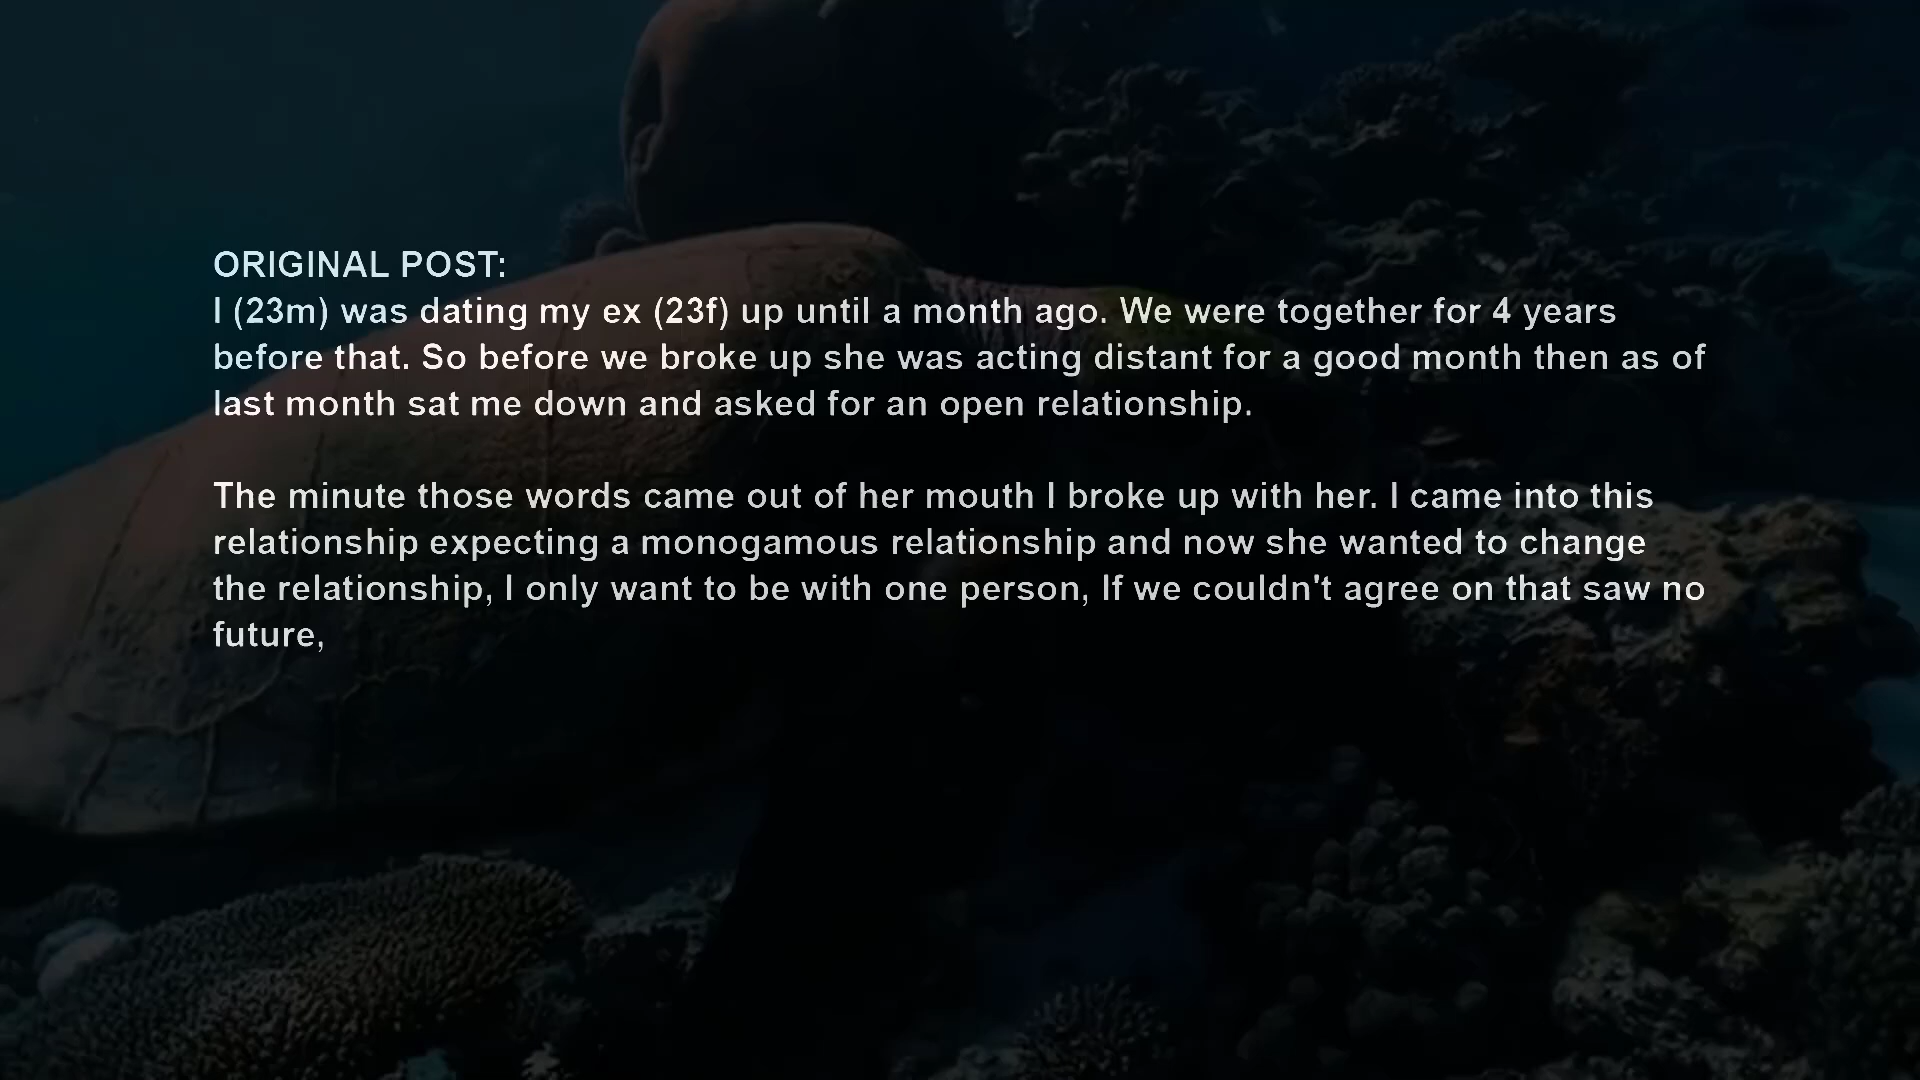 ORIGINAL POST:
I (23m) was dating my ex (23f) up until a month ago. We were together for 4 years
before that. So before we broke up she was acting distant for a good month then as of
last month sat me down and asked for an open relationship.
The minute those words came out of her mouth I broke up with her. I came into this
relationship expecting a monogamous relationship and now she wanted to change
the relationship, I only want to be with one person, If we couldn't agree on that saw no
future,